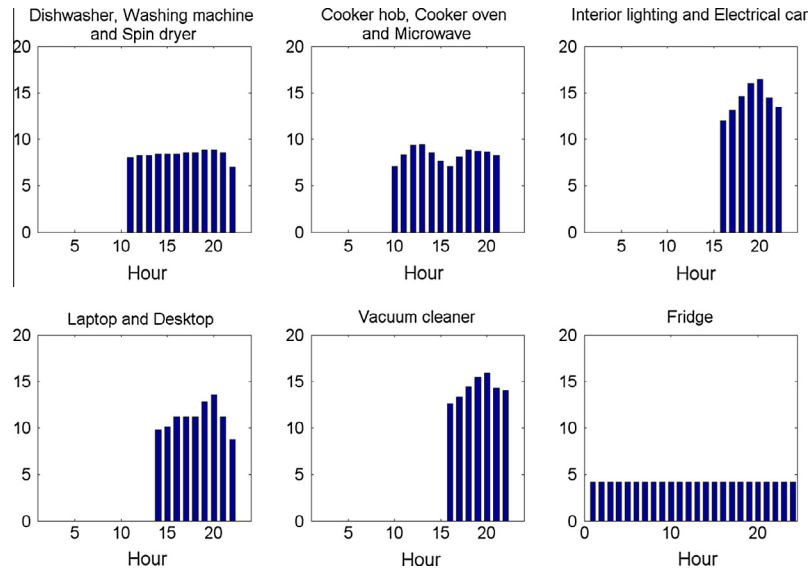 Dishwasher, Washing machine
and Spin dryer
20
15
10
5
0
5 10 15 20
Hour
Cooker hob, Cooker oven
and Microwave
20
15
10
5
0
5 10 15 20
Hour
Interior lighting and Electrical car
20
15
10
5
0
5 10 15 20
Hour
Laptop and Desktop
20
15
10
5
0
5 10 15 20
Hour
Vacuum cleaner
20
15
10
5
0
5 10 15 20
Hour
Fridge
20
15
10
5
0
0 10 20
Hour